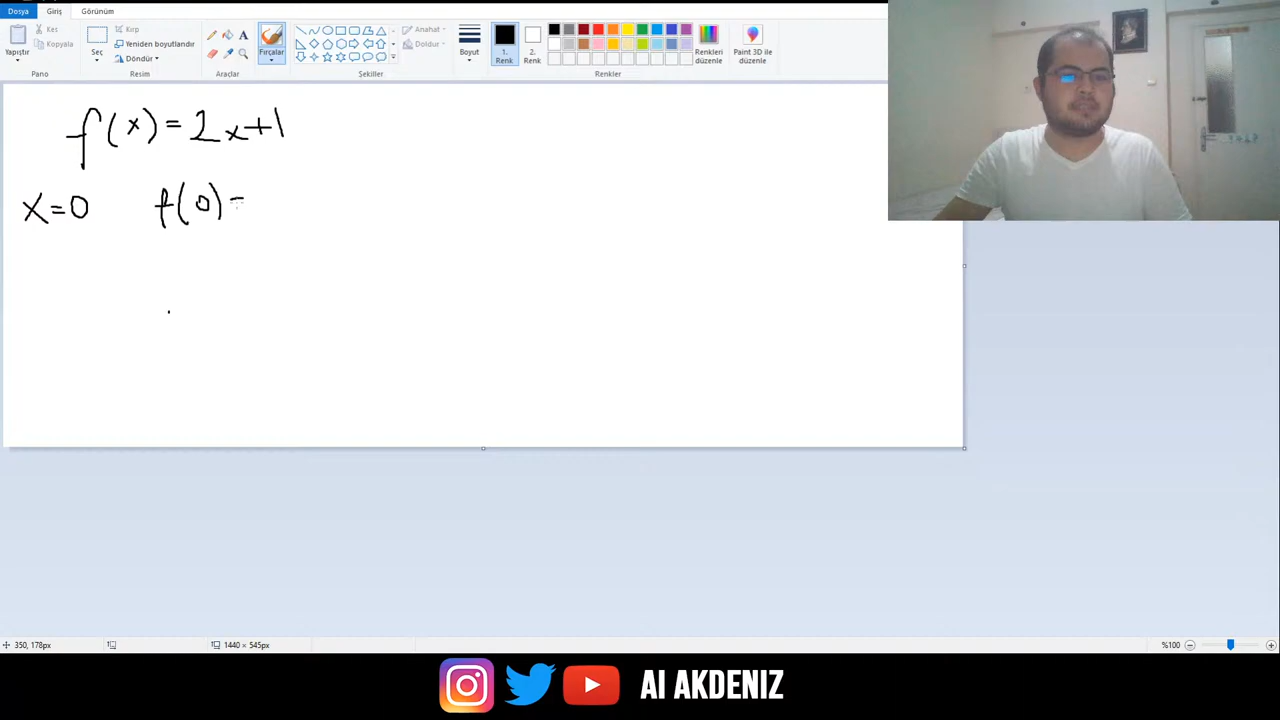 Dosya Giriş Görünüm
Yapıştır Kes Kopyala
Seç Kırp Yeniden boyutlandır Döndür
Fırçalar
Anahat Doldur
Boyut
1. Renk
2. Renk
Renkleri düzenle
Paint 3D ile düzenle
Pano Resim Araçlar Şekiller Renkler
f(x)=2x+1
x=0 f(0)=
350, 178px 1440 × 545px %100
AI AKDENIZ